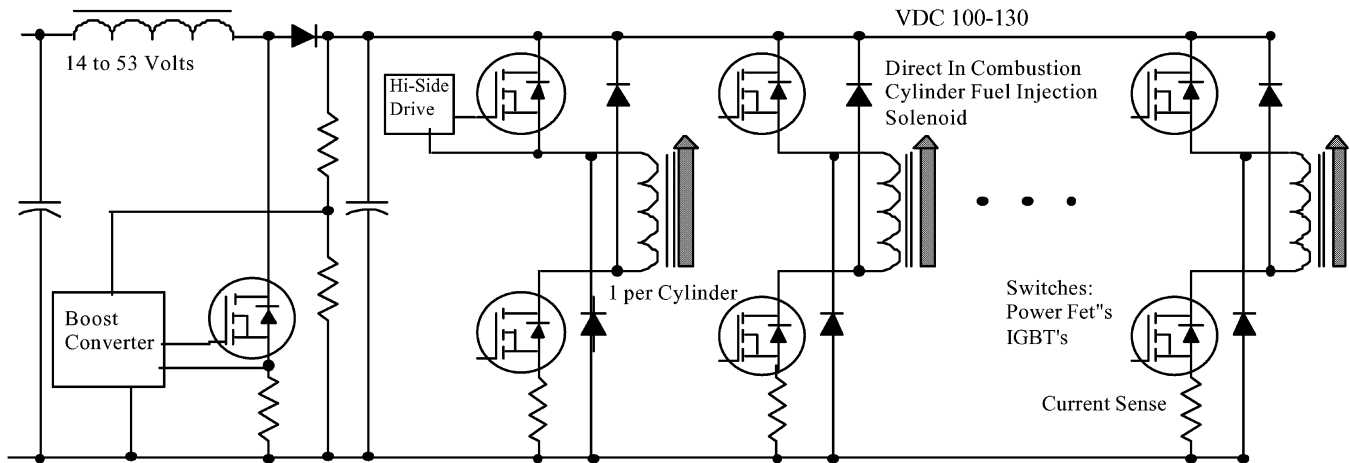 VDC 100-130
14 to 53 Volts
Hi-Side
Drive
Direct In Combustion
Cylinder Fuel Injection
Solenoid
1 per Cylinder
Boost
Converter
Switches:
Power Fet"s
IGBT's
Current Sense